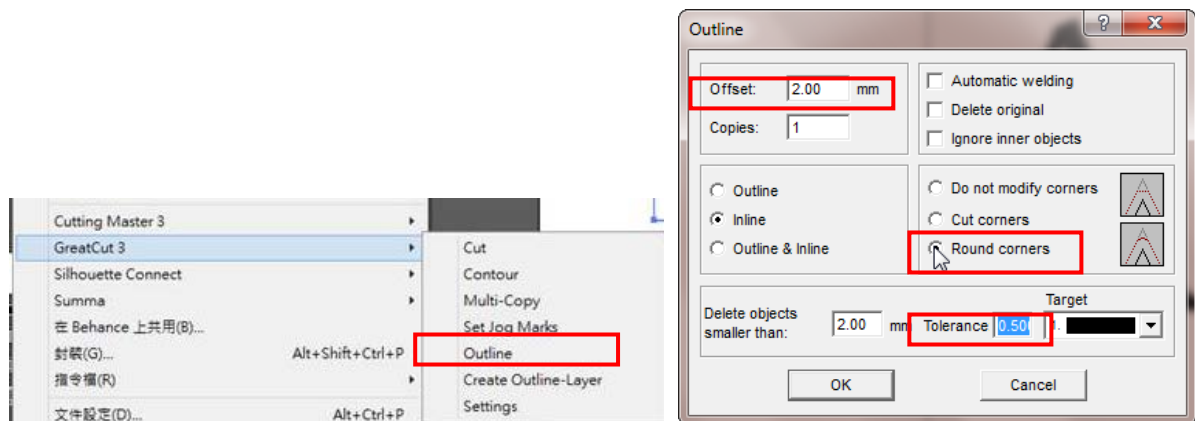 Cutting Master 3
GreatCut 3
Silhouette Connect
Summa
在 Behance 上共用(B)...
封裝(G)... Alt+Shift+Ctrl+P
指令檔(R)
文件設定(D)... Alt+Ctrl+P
Cut
Contour
Multi-Copy
Set Jog Marks
Outline
Create Outline-Layer
Settings
Outline
Offset: 2.00 mm
Copies: 1
Automatic welding
Delete original
Ignore inner objects
Outline
Inline
Outline & Inline
Do not modify corners
Cut corners
Round corners
Delete objects
smaller than: 2.00 mm
Tolerance 0.500
Target
1.
OK
Cancel